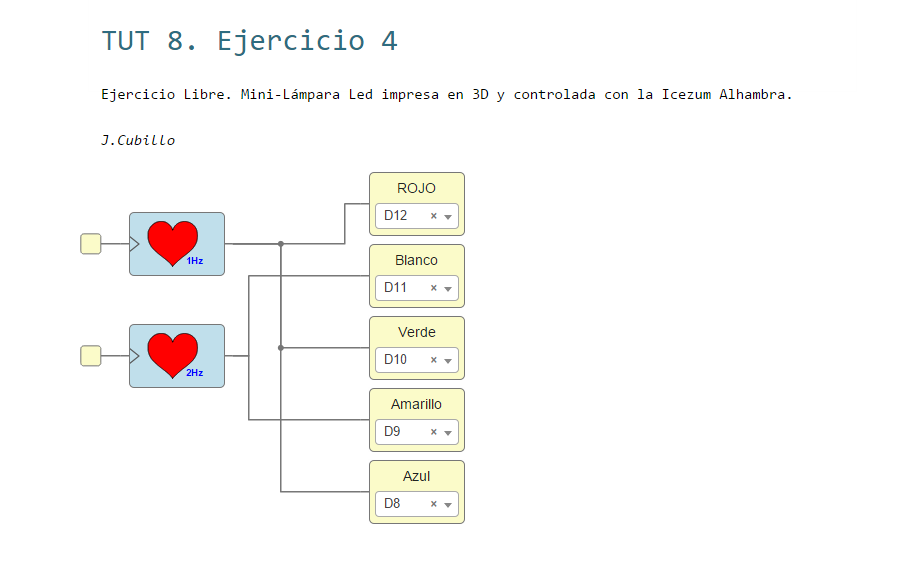 TUT 8. Ejercicio 4
Ejercicio Libre. Mini-Lámpara Led impresa en 3D y controlada con la Icezum Alhambra.
J.Cubillo
ROJO
D12 ×
1Hz
Blanco
D11 ×
Verde
D10 ×
2Hz
Amarillo
D9 ×
Azul
D8 ×